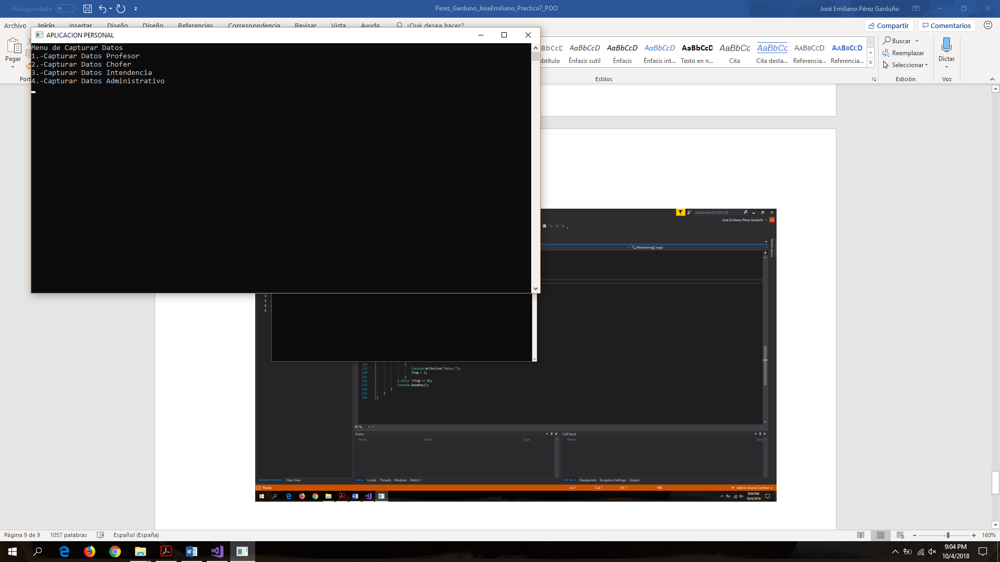 Autoguardado
Perez_Garduno_JoseEmiliano_Practica7_POO
José Emiliano Pérez Garduño
Archivo Inicio Insertar Diseño Diseño Referencias Correspondencia Revisar Vista Ayuda ¿Qué desea hacer?
Compartir Comentarios
APLICACION PERSONAL
Menu de Capturar Datos
1.-Capturar Datos Profesor
2.-Capturar Datos Chofer
3.-Capturar Datos Intendencia
4.-Capturar Datos Administrativo
Pegar
AaBbCcD AaBbCcD AaBbCcD AaBbCcD AaBbCc AaBbCc AABBCCD AABBCCD
Énfasis sutil Énfasis Énfasis int... Texto en n... Cita Cita desta... Referencia... Referencia...
Estilos
Buscar
Reemplazar
Seleccionar
Edición
Dictar
Voz
Quick Launch (Ctrl+Q)
José Emiliano Pérez Garduño JG
Notifications
Main(string[] args)
118 {
119 Console.WriteLine("Adios.");
120 flag = 1;
121 }
122 } while (flag == 0);
123 Console.ReadKey();
124 }
125 }
126 }
90 %
Autos
Name Value Type
Call Stack
Name Lang
Solution Explorer Class View
Autos Locals Threads Modules Watch 1
Call Stack Breakpoints Exception Settings Output
Ready Ln 1 Col 1 Ch 1 INS Add to Source Control
9:04 PM
10/4/2018
Página 9 de 9 1057 palabras Español (España) 160%
9:04 PM
10/4/2018